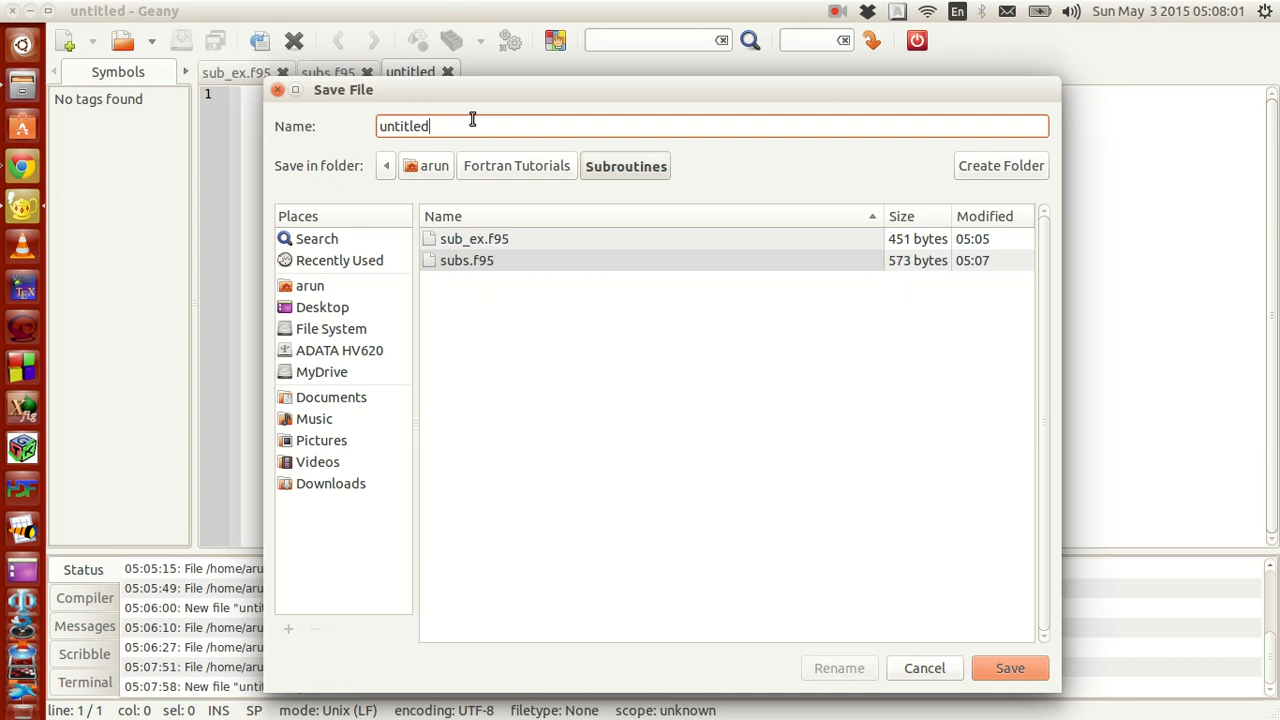 untitled - Geany
En
Sun May 3 2015 05:08:01
Symbols
sub_ex.f95
subs.f95
untitled
No tags found
1
Save File
Name:
untitled
Save in folder:
arun
Fortran Tutorials
Subroutines
Create Folder
Places
Name
Size
Modified
Search
sub_ex.f95
451 bytes
05:05
Recently Used
subs.f95
573 bytes
05:07
arun
Desktop
File System
ADATA HV620
MyDrive
Documents
Music
Pictures
Videos
Downloads
Rename
Cancel
Save
Status
Compiler
Messages
Scribble
Terminal
05:05:15: File /home/aru
05:05:49: File /home/aru
05:06:00: New file "untit
05:06:10: File /home/aru
05:06:27: File /home/aru
05:07:51: File /home/aru
05:07:58: New file "untit
line: 1 / 1
col: 0
sel: 0
INS
SP
mode: Unix (LF)
encoding: UTF-8
filetype: None
scope: unknown